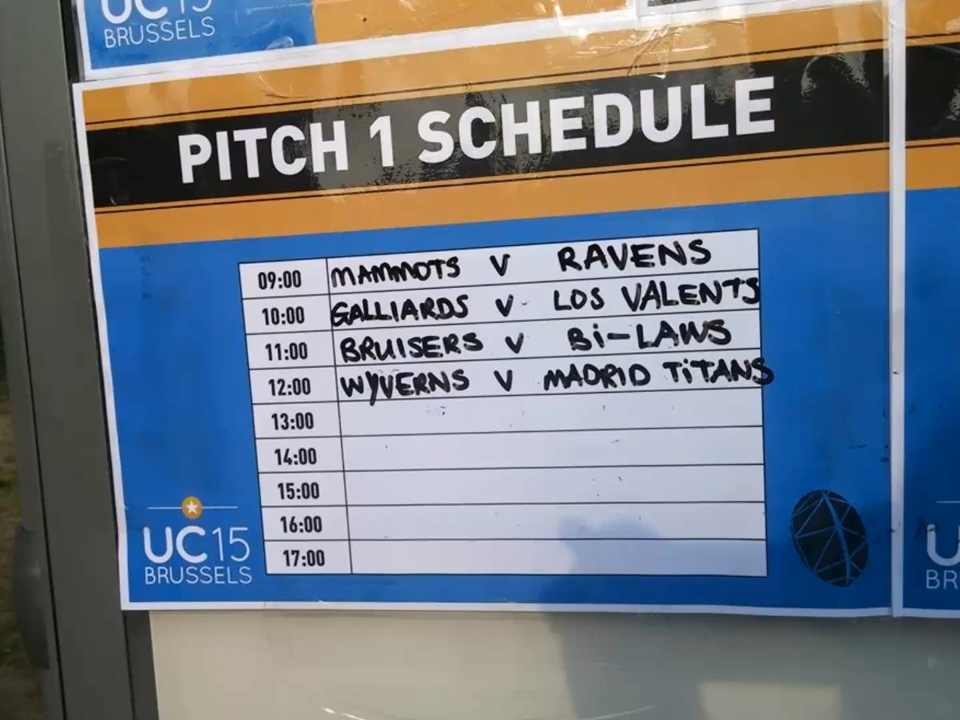 UC15
BRUSSELS
PITCH 1 SCHEDULE
09:00 MAMMOTS V RAVENS
10:00 GALLIARDS V LOS VALENTS
11:00 BRUISERS V Bi-LAWS
12:00 WYVERNS V MADRID TiTANS
13:00
14:00
15:00
16:00
17:00
UC15
BRUSSELS
U
BR